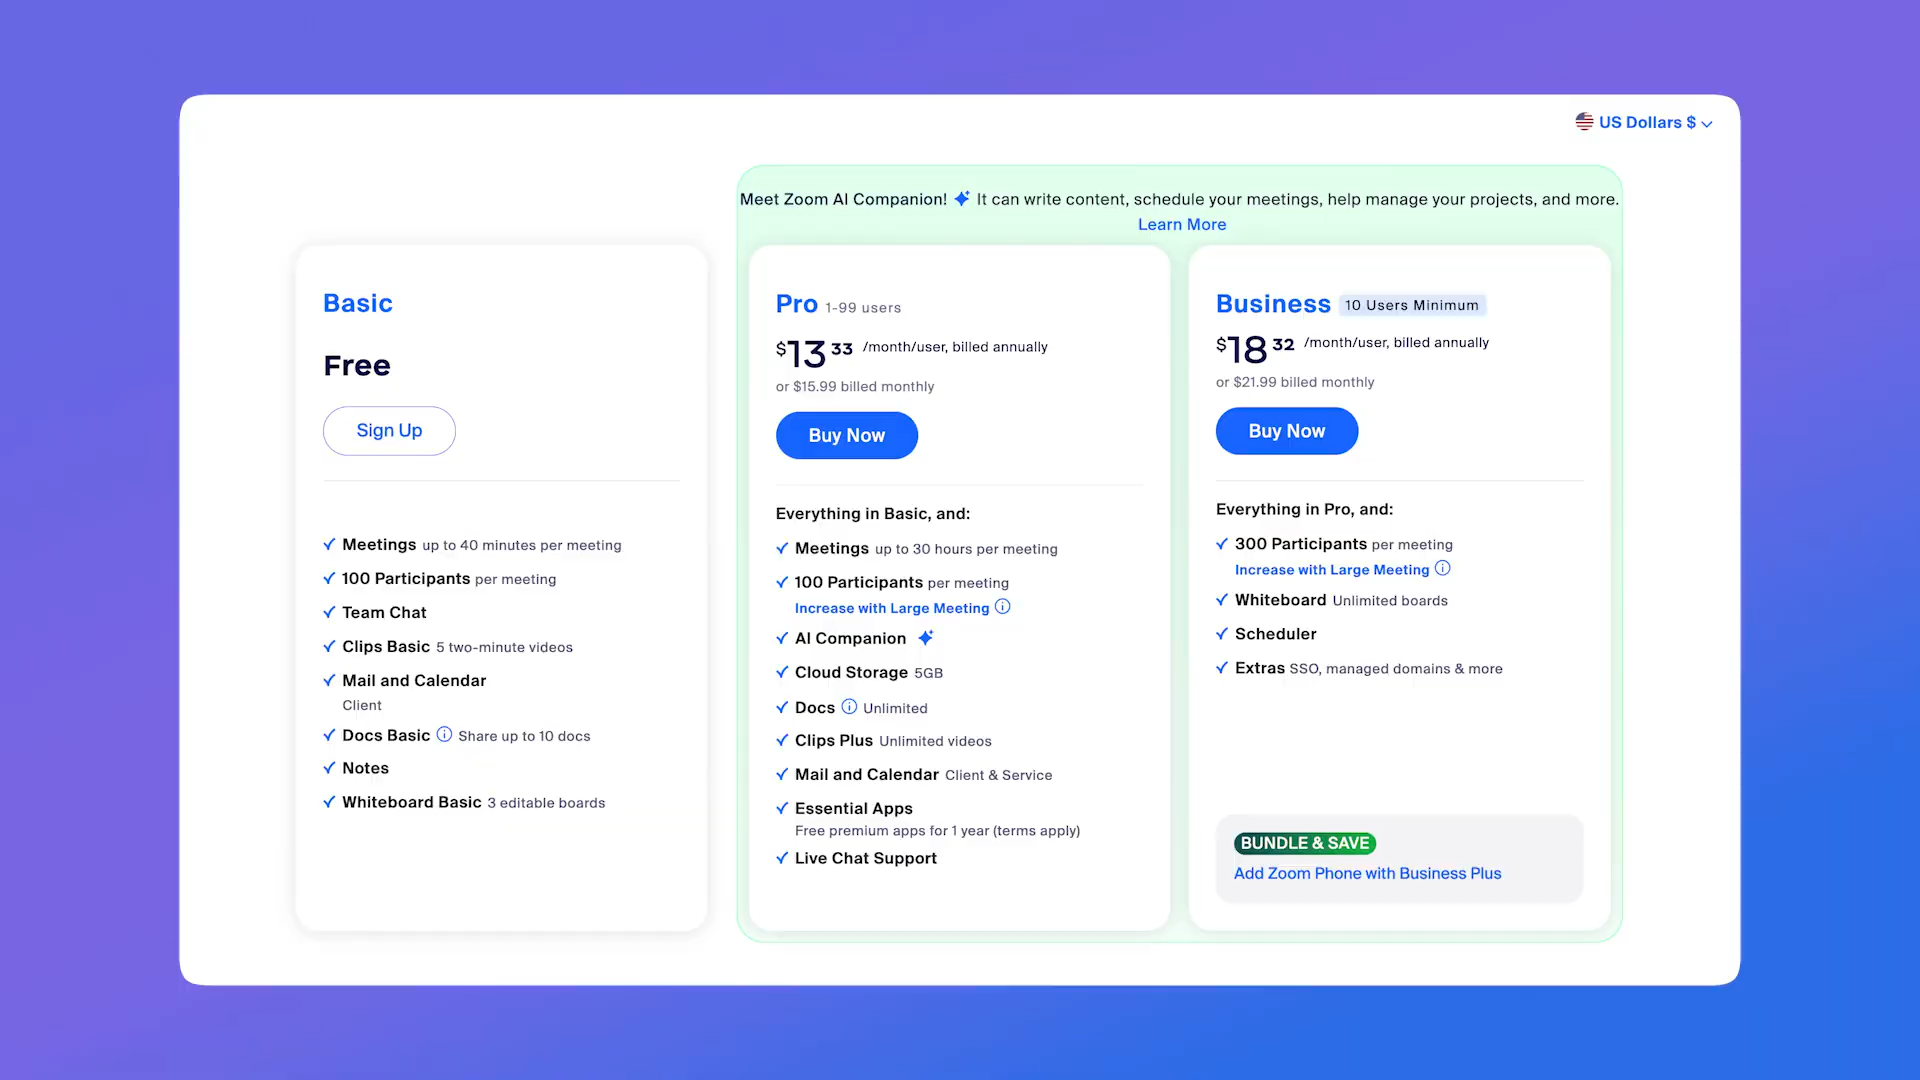 US Dollars $
Meet Zoom AI Companion! It can write content, schedule your meetings, help manage your projects, and more.
Learn More
Basic
Free
Sign Up
Meetings up to 40 minutes per meeting
100 Participants per meeting
Team Chat
Clips Basic 5 two-minute videos
Mail and Calendar
Client
Docs Basic Share up to 10 docs
Notes
Whiteboard Basic 3 editable boards
Pro 1-99 users
$13 33 /month/user, billed annually
or $15.99 billed monthly
Buy Now
Everything in Basic, and:
Meetings up to 30 hours per meeting
100 Participants per meeting
Increase with Large Meeting
AI Companion
Cloud Storage 5GB
Docs Unlimited
Clips Plus Unlimited videos
Mail and Calendar Client & Service
Essential Apps
Free premium apps for 1 year (terms apply)
Live Chat Support
Business 10 Users Minimum
$18 32 /month/user, billed annually
or $21.99 billed monthly
Buy Now
Everything in Pro, and:
300 Participants per meeting
Increase with Large Meeting
Whiteboard Unlimited boards
Scheduler
Extras SSO, managed domains & more
BUNDLE & SAVE
Add Zoom Phone with Business Plus